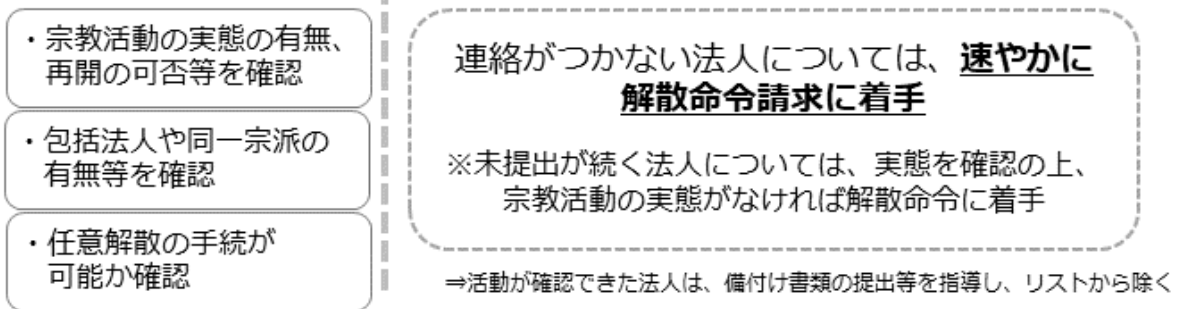 ・宗教活動の実態の有無、
再開の可否等を確認
・包括法人や同一宗派の
有無等を確認
・任意解散の手続が
可能か確認
連絡がつかない法人については、速やかに
解散命令請求に着手
※未提出が続く法人については、実態を確認の上、
宗教活動の実態がなければ解散命令に着手
⇒活動が確認できた法人は、備付け書類の提出等を指導し、リストから除く